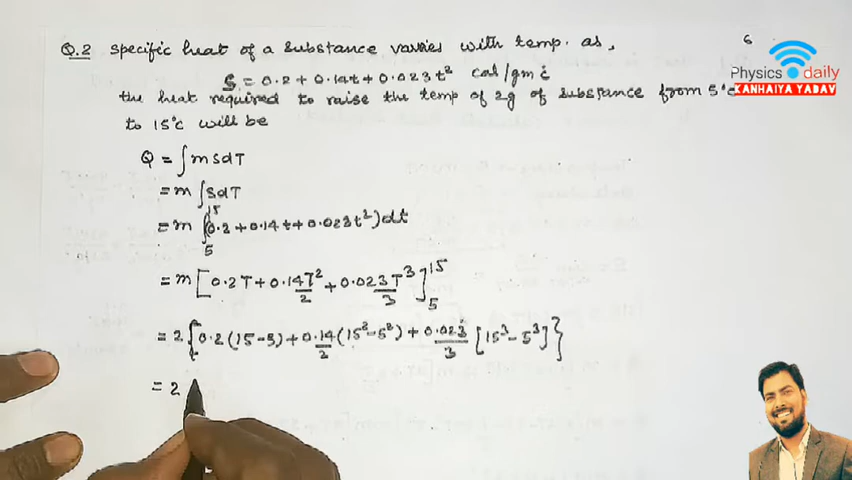 Q.2 specific heat of a substance varries with temp. as,
6
S = 0.2 + 0.14t + 0.023t² cal/gm°c
the heat required to raise the temp of 2g of substance from 5°c
to 15°c will be
Physics daily
KANHAIYA YADAV
Q = ∫ m s dT
= m ∫ s dT
= m ∫₅¹⁵ (0.2 + 0.14t + 0.023t²) dt
= m [0.2T + 0.14T²/2 + 0.023T³/3]₅¹⁵
= 2 { 0.2 (15-5) + 0.14/2 (15² - 5²) + 0.023/3 [15³ - 5³] }
= 2